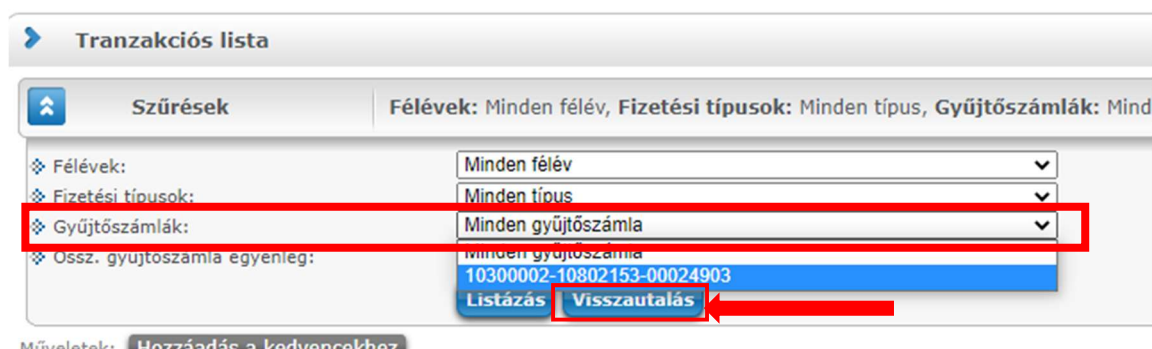 Tranzakciós lista
Szűrések Félévek: Minden félév, Fizetési típusok: Minden típus, Gyűjtőszámlák: Mind
Félévek: Minden félév
Fizetési típusok: Minden típus
Gyűjtőszámlák: Minden gyűjtőszámla
Minden gyűjtőszámla
Össz. gyűjtőszámla egyenleg:
10300002-10802153-00024903
Listázás Visszautalás
Műveletek: Hozzáadás a kedvencekhez